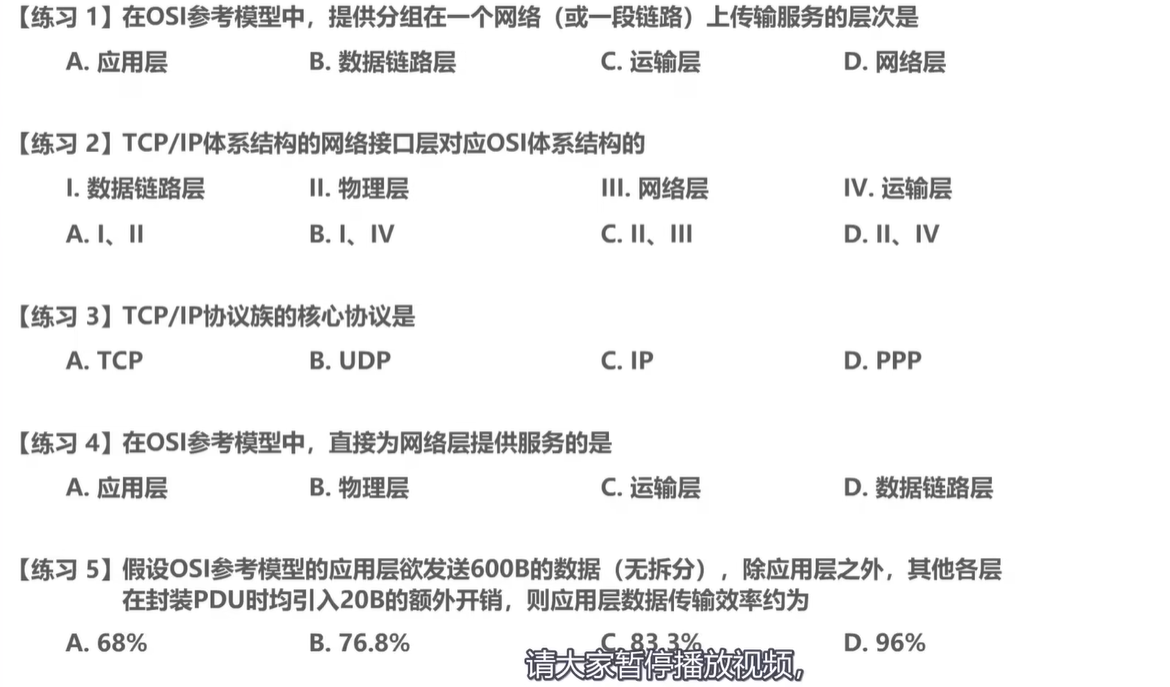 【练习 1】在OSI参考模型中，提供分组在一个网络（或一段链路）上传输服务的层次是
A. 应用层 B. 数据链路层 C. 运输层 D. 网络层
【练习 2】TCP/IP体系结构的网络接口层对应OSI体系结构的
I. 数据链路层 II. 物理层 III. 网络层 IV. 运输层
A. I、II B. I、IV C. II、III D. II、IV
【练习 3】TCP/IP协议族的核心协议是
A. TCP B. UDP C. IP D. PPP
【练习 4】在OSI参考模型中，直接为网络层提供服务的是
A. 应用层 B. 物理层 C. 运输层 D. 数据链路层
【练习 5】假设OSI参考模型的应用层欲发送600B的数据（无拆分），除应用层之外，其他各层
在封装PDU时均引入20B的额外开销，则应用层数据传输效率约为
A. 68% B. 76.8% C. 83.3% D. 96%
请大家暂停播放视频，